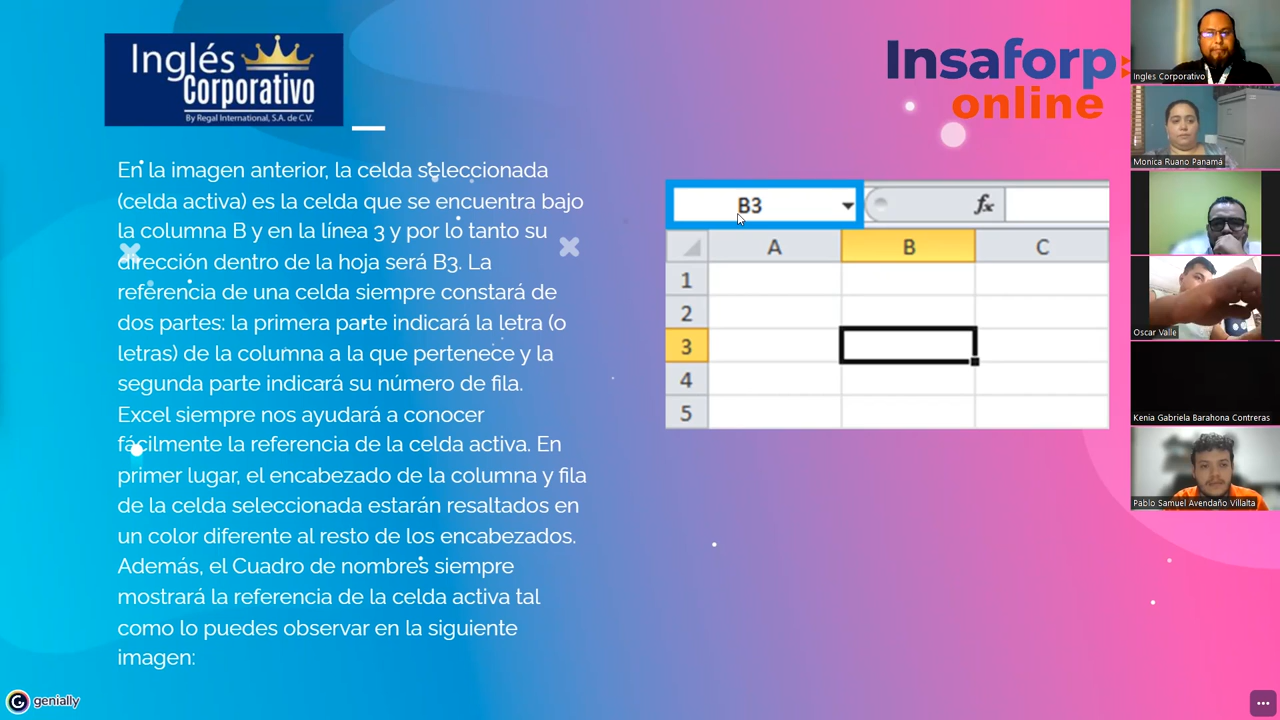 Inglés
Corporativo
By Regal International, S.A. de C.V.
Insaforp
online
En la imagen anterior, la celda seleccionada
(celda activa) es la celda que se encuentra bajo
la columna B y en la línea 3 y por lo tanto su
dirección dentro de la hoja será B3. La
referencia de una celda siempre constará de
dos partes: la primera parte indicará la letra (o
letras) de la columna a la que pertenece y la
segunda parte indicará su número de fila.
Excel siempre nos ayudará a conocer
fácilmente la referencia de la celda activa. En
primer lugar, el encabezado de la columna y fila
de la celda seleccionada estarán resaltados en
un color diferente al resto de los encabezados.
Además, el Cuadro de nombres siempre
mostrará la referencia de la celda activa tal
como lo puedes observar en la siguiente
imagen:
B3 fx
A B C
1
2
3
4
5
Ingles Corporativo
Monica Ruano Panamá
Oscar Valle
Kenia Gabriela Barahona Contreras
Pablo Samuel Avendaño Villalta
genially